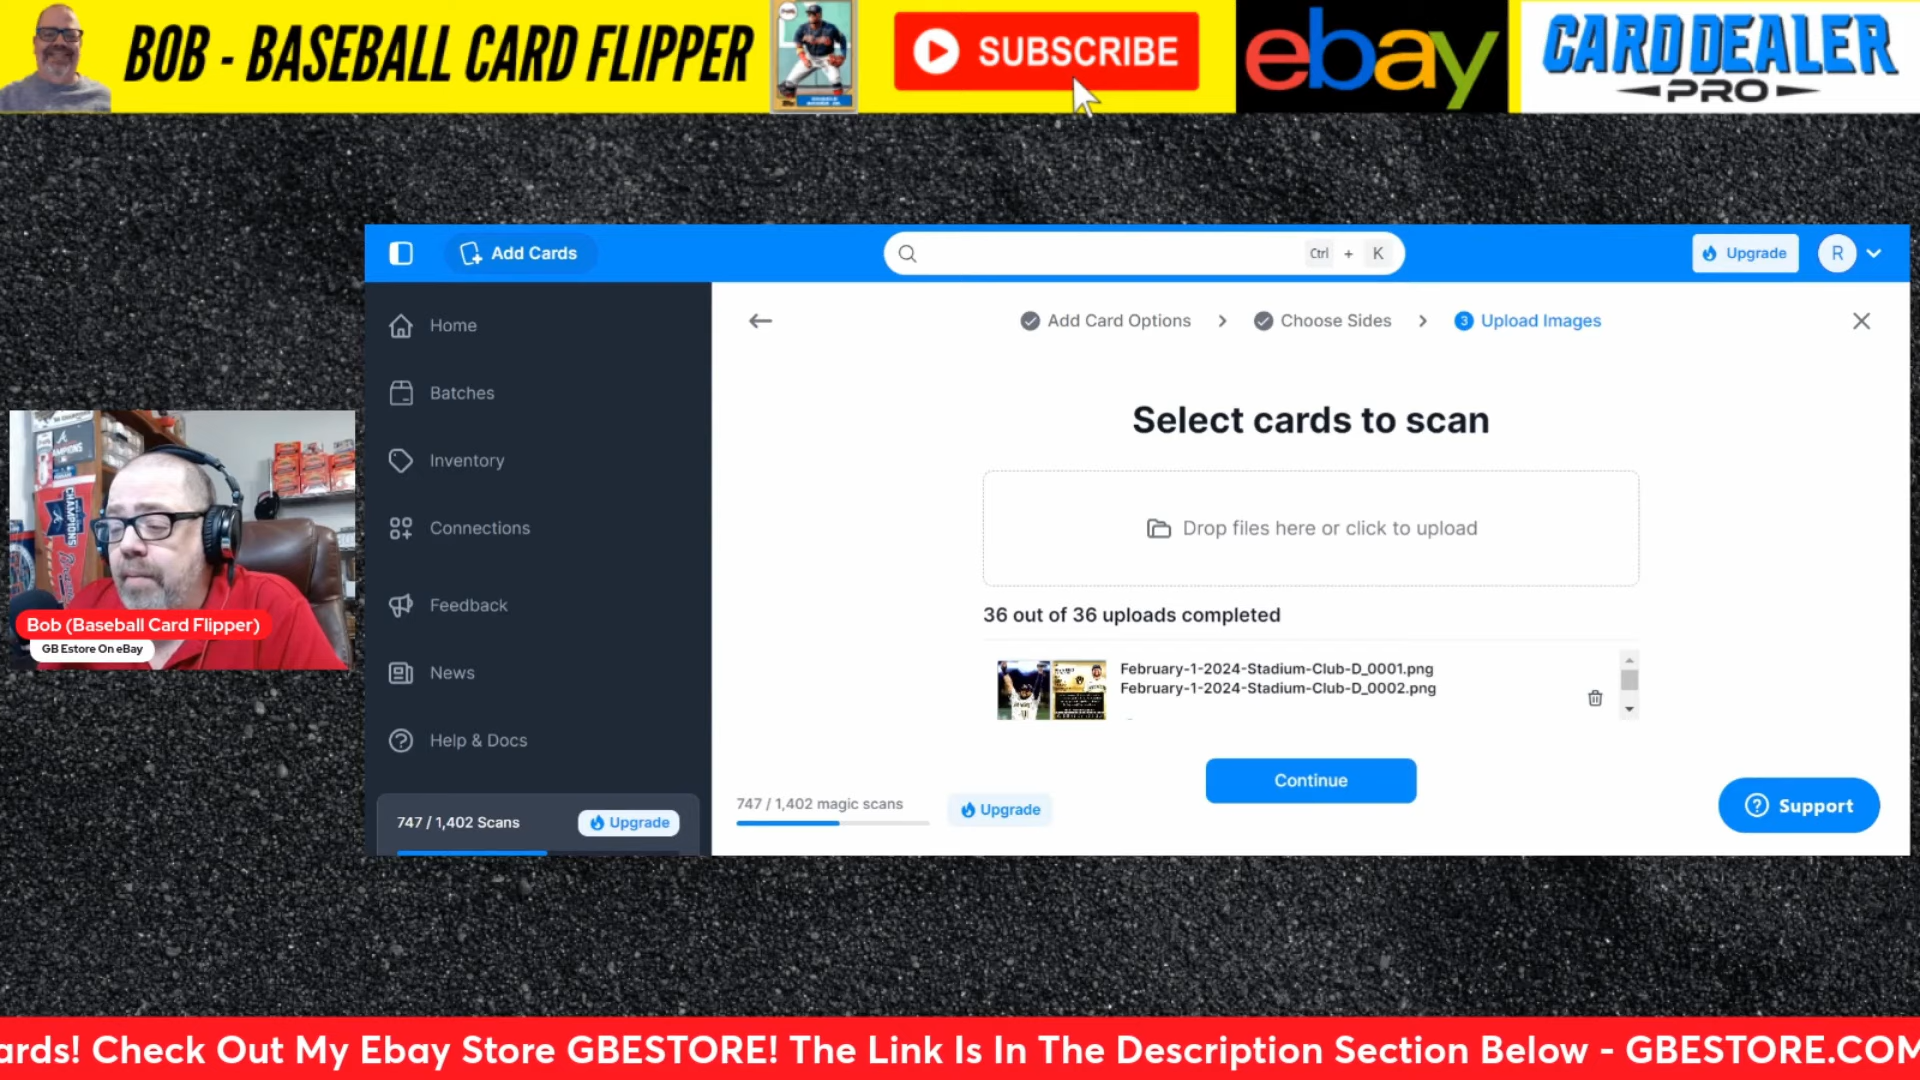 BOB - BASEBALL CARD FLIPPER
SUBSCRIBE
ebay
CARD DEALER
PRO
Add Cards
Ctrl + K
Upgrade
R
Home
Batches
Inventory
Connections
Feedback
News
Help & Docs
747 / 1,402 Scans
Upgrade
Add Card Options
Choose Sides
3 Upload Images
Select cards to scan
Drop files here or click to upload
36 out of 36 uploads completed
February-1-2024-Stadium-Club-D_0001.png
February-1-2024-Stadium-Club-D_0002.png
Continue
747 / 1,402 magic scans
Upgrade
Support
CHAMPIONS
Bob (Baseball Card Flipper)
GB Estore On eBay
ards! Check Out My Ebay Store GBESTORE! The Link Is In The Description Section Below - GBESTORE.COM